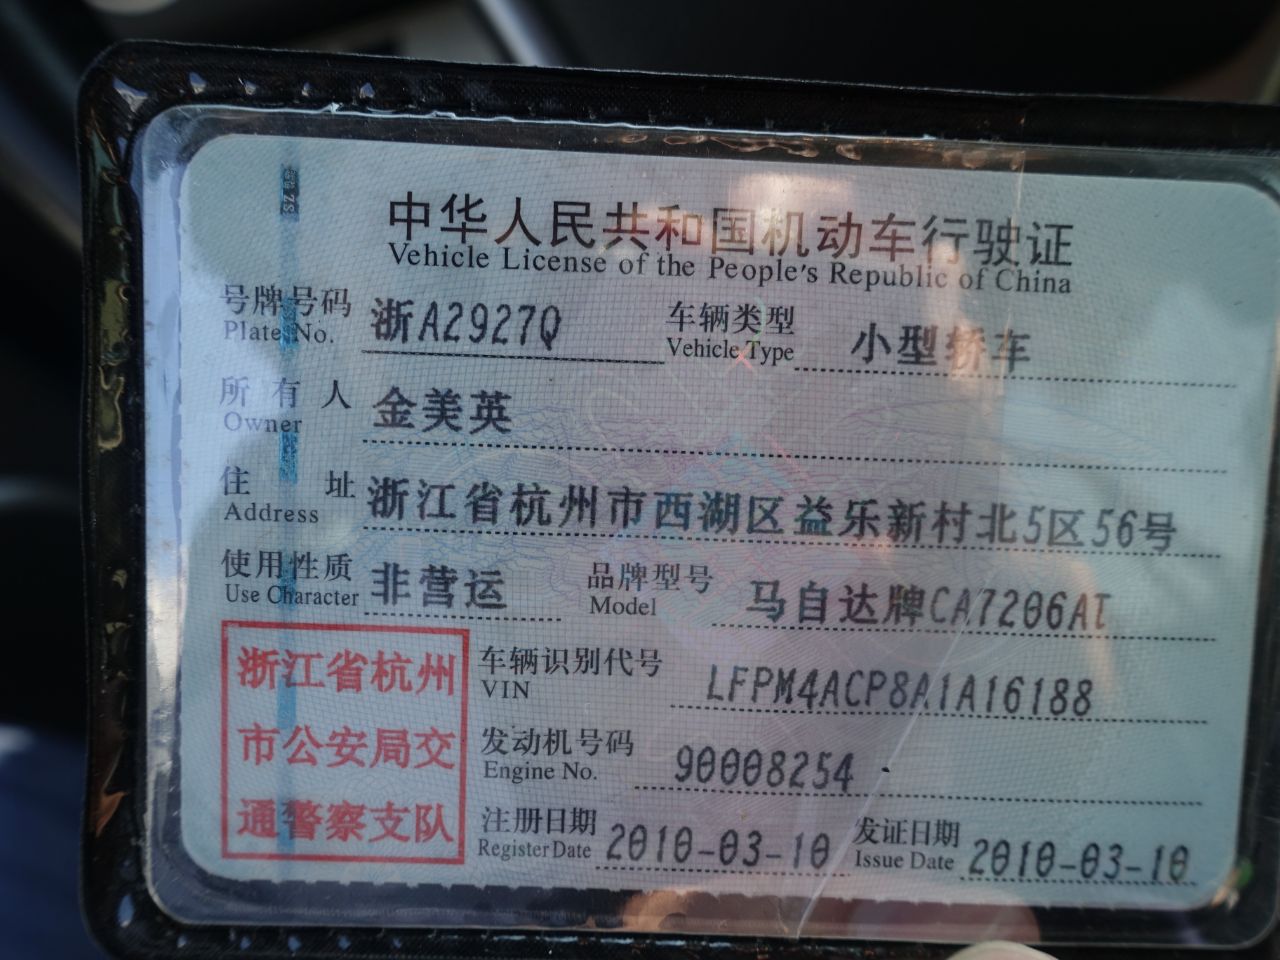 中华人民共和国机动车行驶证
Vehicle License of the People's Republic of China
号牌号码 浙A2927Q 车辆类型 小型轿车
Plate No. Vehicle Type
所有人 金美英
Owner
住址 浙江省杭州市西湖区益乐新村北5区56号
Address
使用性质 非营运 品牌型号 马自达牌CA7206AT
Use Character Model
浙江省杭州
市公安局交
通警察支队
车辆识别代号 LFPM4ACP8A1A16188
VIN
发动机号码 90008254
Engine No.
注册日期 2010-03-10 发证日期 2010-03-10
Register Date Issue Date